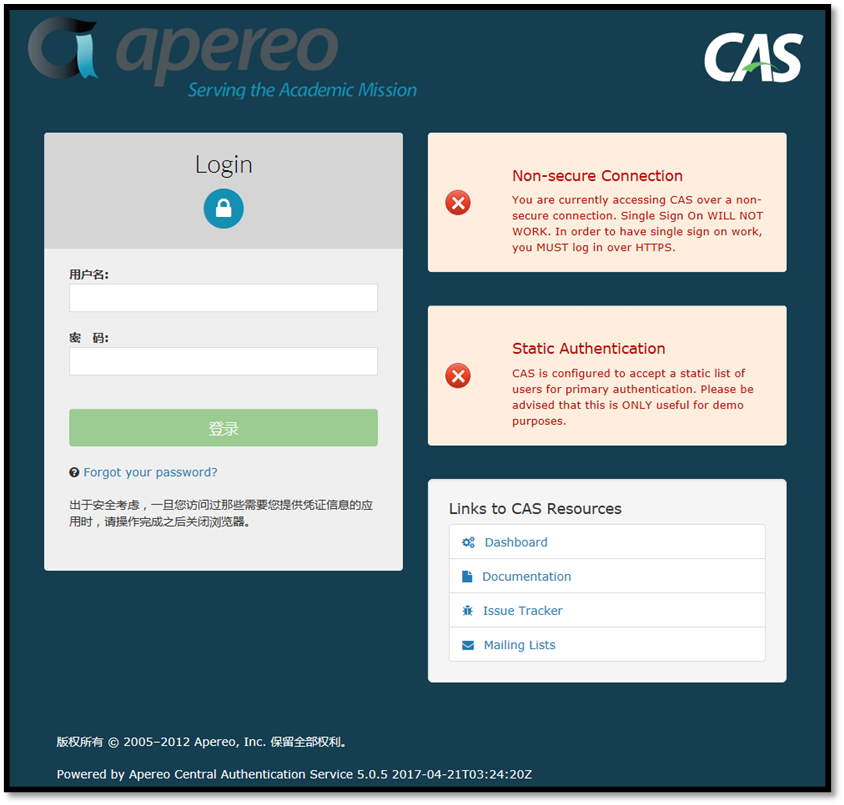 apereo
Serving the Academic Mission
CAS
Login
用户名:
密 码:
登录
Forgot your password?
出于安全考虑，一旦您访问过那些需要您提供凭证信息的应
用时，请操作完成之后关闭浏览器。
Non-secure Connection
You are currently accessing CAS over a non-
secure connection. Single Sign On WILL NOT
WORK. In order to have single sign on work,
you MUST log in over HTTPS.
Static Authentication
CAS is configured to accept a static list of
users for primary authentication. Please be
advised that this is ONLY useful for demo
purposes.
Links to CAS Resources
Dashboard
Documentation
Issue Tracker
Mailing Lists
版权所有 © 2005–2012 Apereo, Inc. 保留全部权利。
Powered by Apereo Central Authentication Service 5.0.5 2017-04-21T03:24:20Z